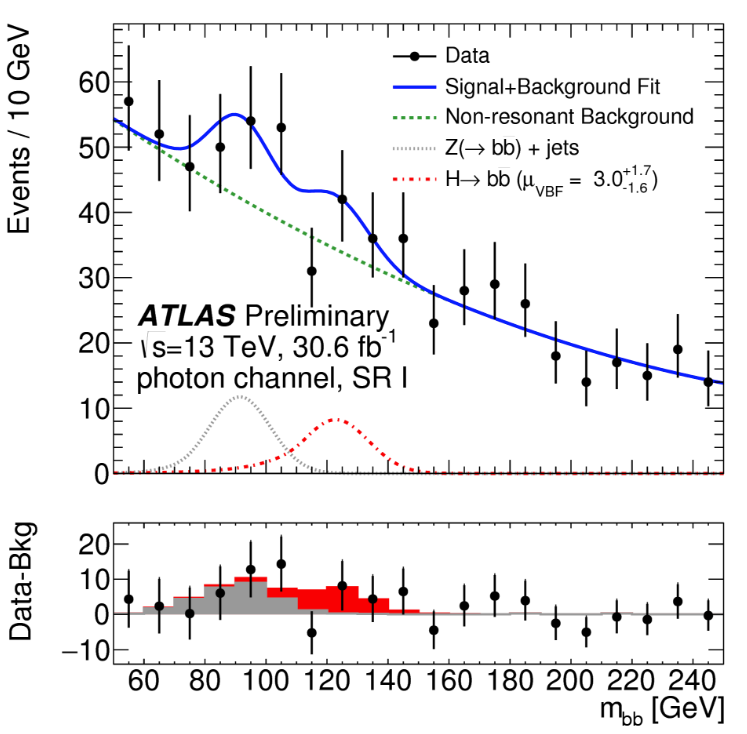 Events / 10 GeV
60
50
40
30
20
10
0
Data
Signal+Background Fit
Non-resonant Background
Z(→ bb̄) + jets
H→ bb̄ (μ_VBF = 3.0 +1.7 -1.6)
ATLAS Preliminary
√s=13 TeV, 30.6 fb⁻¹
photon channel, SR I
Data-Bkg
20
10
0
−10
60 80 100 120 140 160 180 200 220 240
m_bb [GeV]